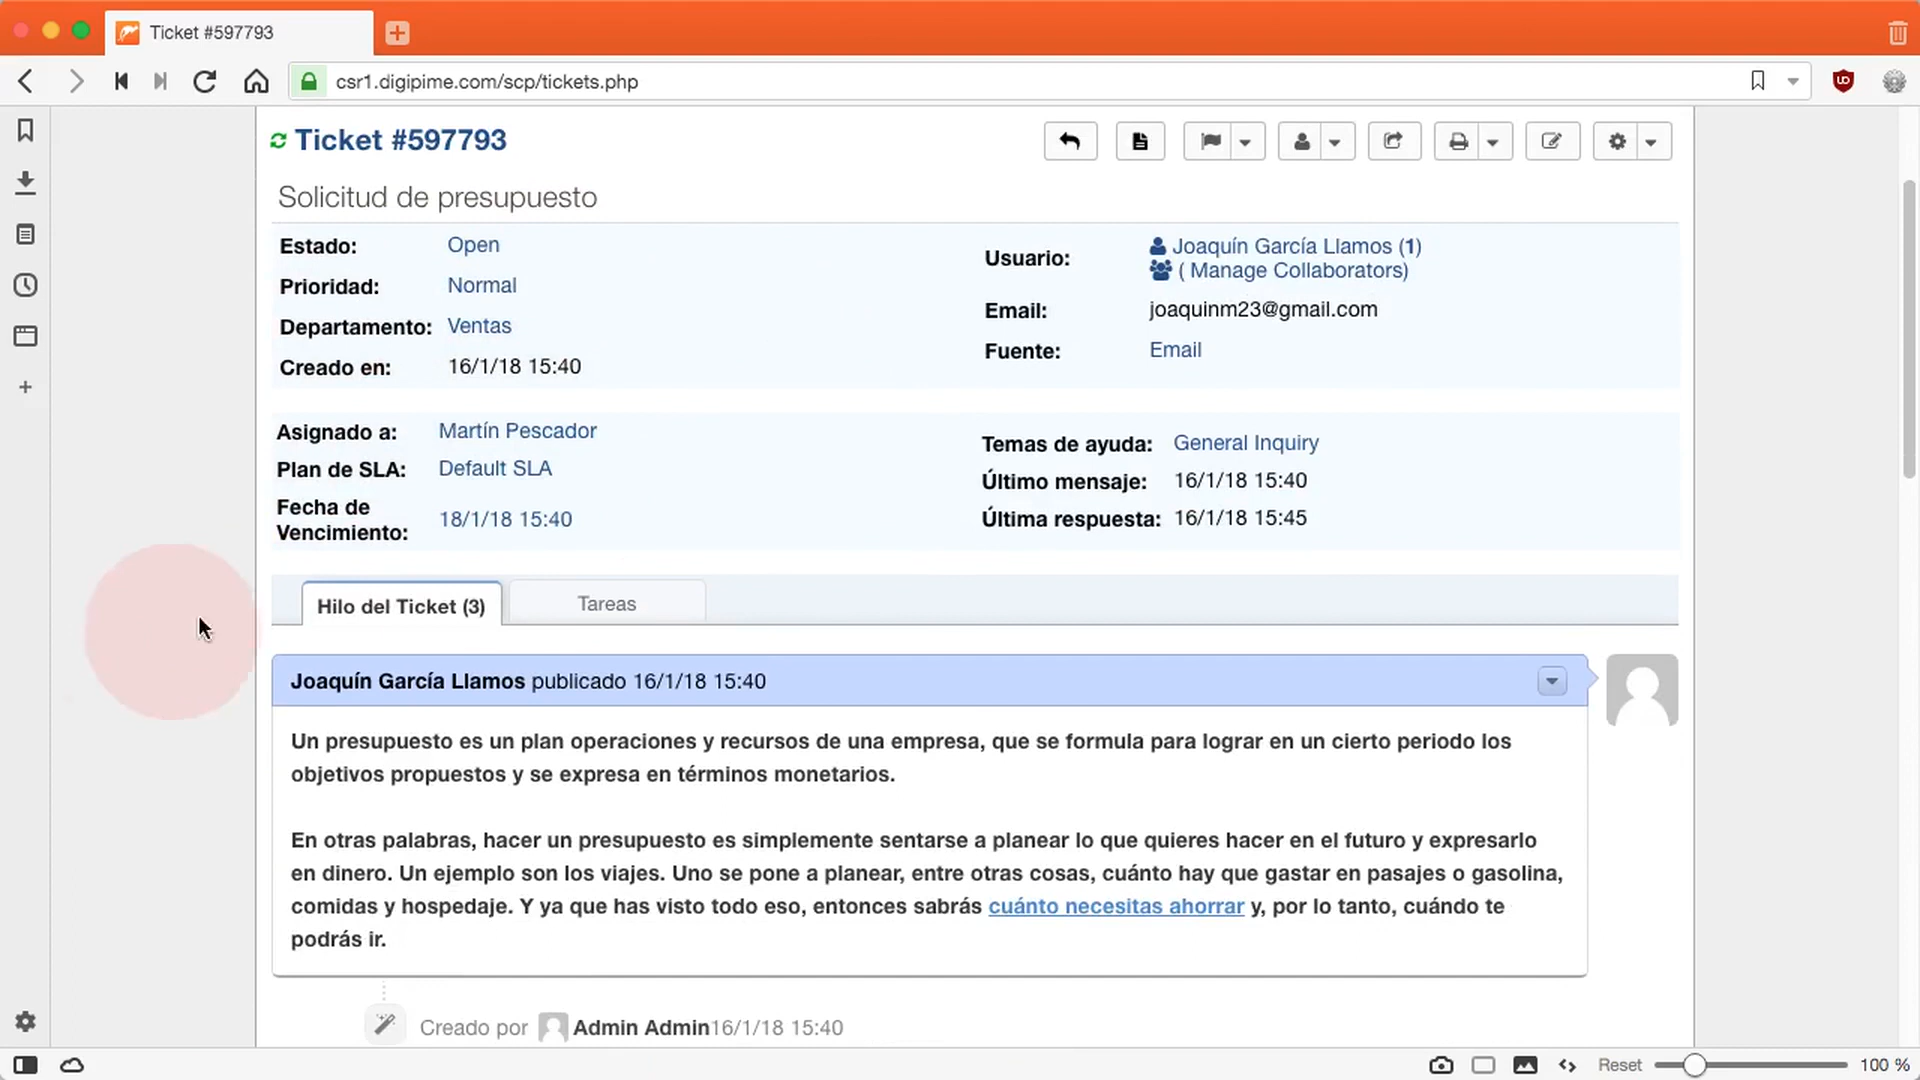 Ticket #597793
csr1.digipime.com/scp/tickets.php
Ticket #597793
Solicitud de presupuesto
Estado: Open
Prioridad: Normal
Departamento: Ventas
Creado en: 16/1/18 15:40
Usuario: Joaquín García Llamos (1)
( Manage Collaborators)
Email: joaquinm23@gmail.com
Fuente: Email
Asignado a: Martín Pescador
Plan de SLA: Default SLA
Fecha de
Vencimiento: 18/1/18 15:40
Temas de ayuda: General Inquiry
Último mensaje: 16/1/18 15:40
Última respuesta: 16/1/18 15:45
Hilo del Ticket (3) Tareas
Joaquín García Llamos publicado 16/1/18 15:40
Un presupuesto es un plan operaciones y recursos de una empresa, que se formula para lograr en un cierto periodo los
objetivos propuestos y se expresa en términos monetarios.
En otras palabras, hacer un presupuesto es simplemente sentarse a planear lo que quieres hacer en el futuro y expresarlo
en dinero. Un ejemplo son los viajes. Uno se pone a planear, entre otras cosas, cuánto hay que gastar en pasajes o gasolina,
comidas y hospedaje. Y ya que has visto todo eso, entonces sabrás cuánto necesitas ahorrar y, por lo tanto, cuándo te
podrás ir.
Creado por Admin Admin16/1/18 15:40
Reset 100 %